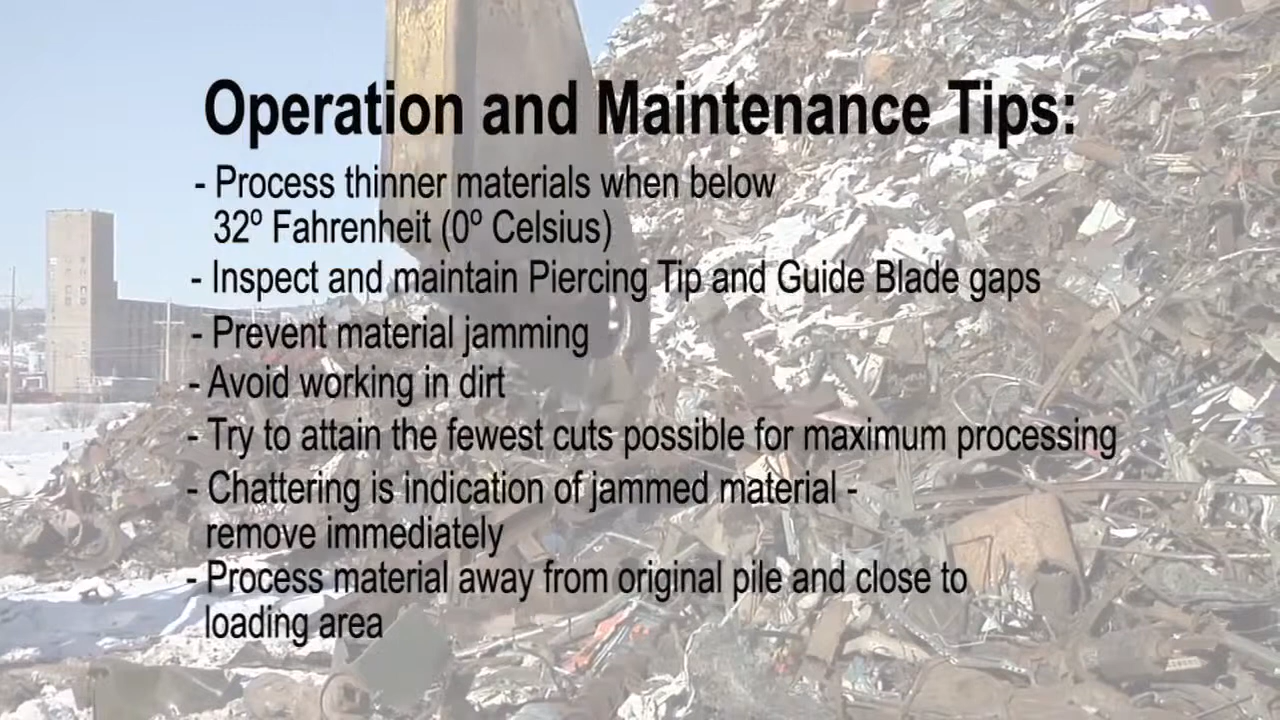 Operation and Maintenance Tips:
- Process thinner materials when below
32º Fahrenheit (0º Celsius)
- Inspect and maintain Piercing Tip and Guide Blade gaps
- Prevent material jamming
- Avoid working in dirt
- Try to attain the fewest cuts possible for maximum processing
- Chattering is indication of jammed material -
remove immediately
- Process material away from original pile and close to
loading area